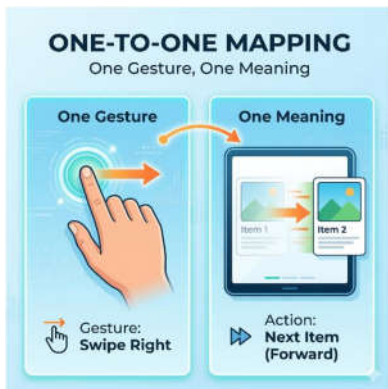 ONE-TO-ONE MAPPING
One Gesture, One Meaning
One Gesture
Gesture:
Swipe Right
One Meaning
Item 1
Item 2
Action:
Next Item
(Forward)